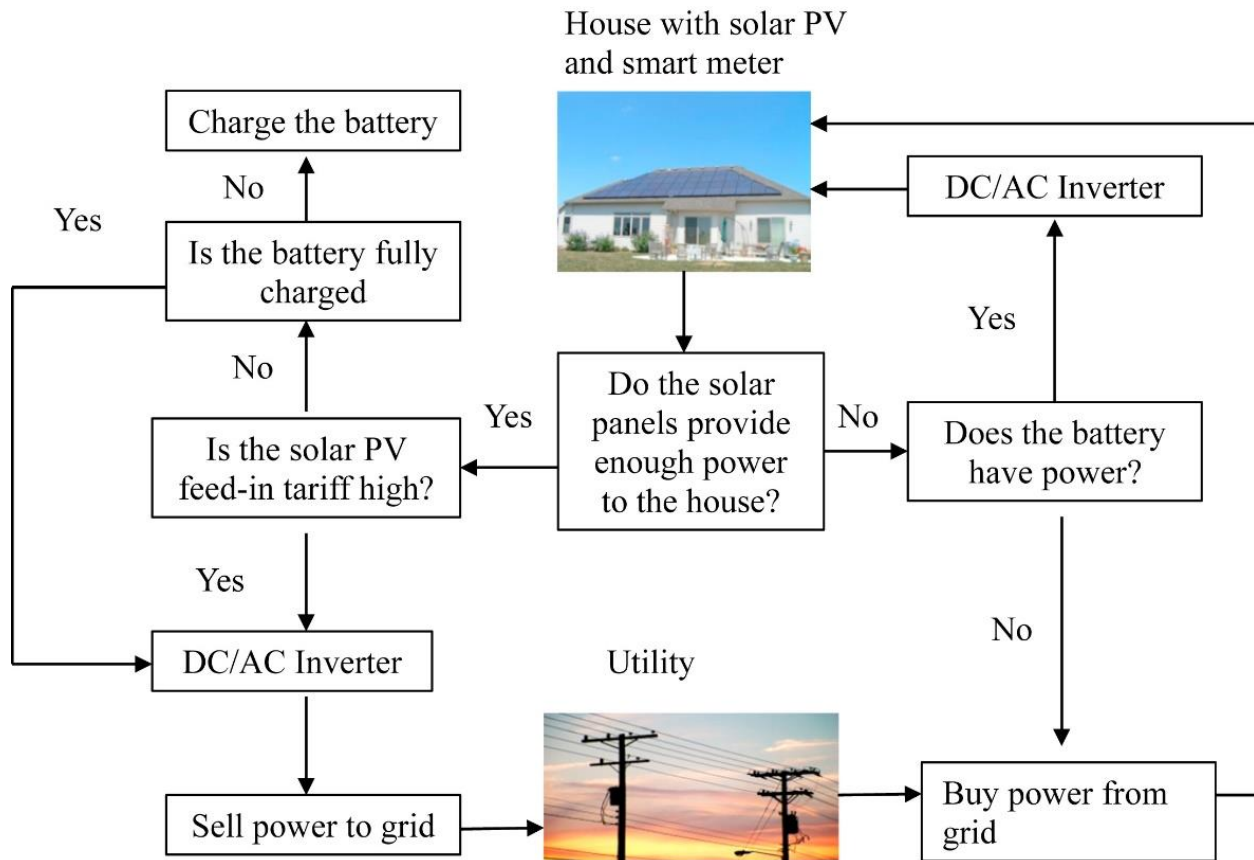 House with solar PV
and smart meter
Charge the battery
No
Yes
DC/AC Inverter
Is the battery fully
charged
Yes
No
Do the solar
panels provide
enough power
to the house?
Yes
No
Is the solar PV
feed-in tariff high?
Does the battery
have power?
Yes
No
DC/AC Inverter
Utility
Sell power to grid
Buy power from
grid